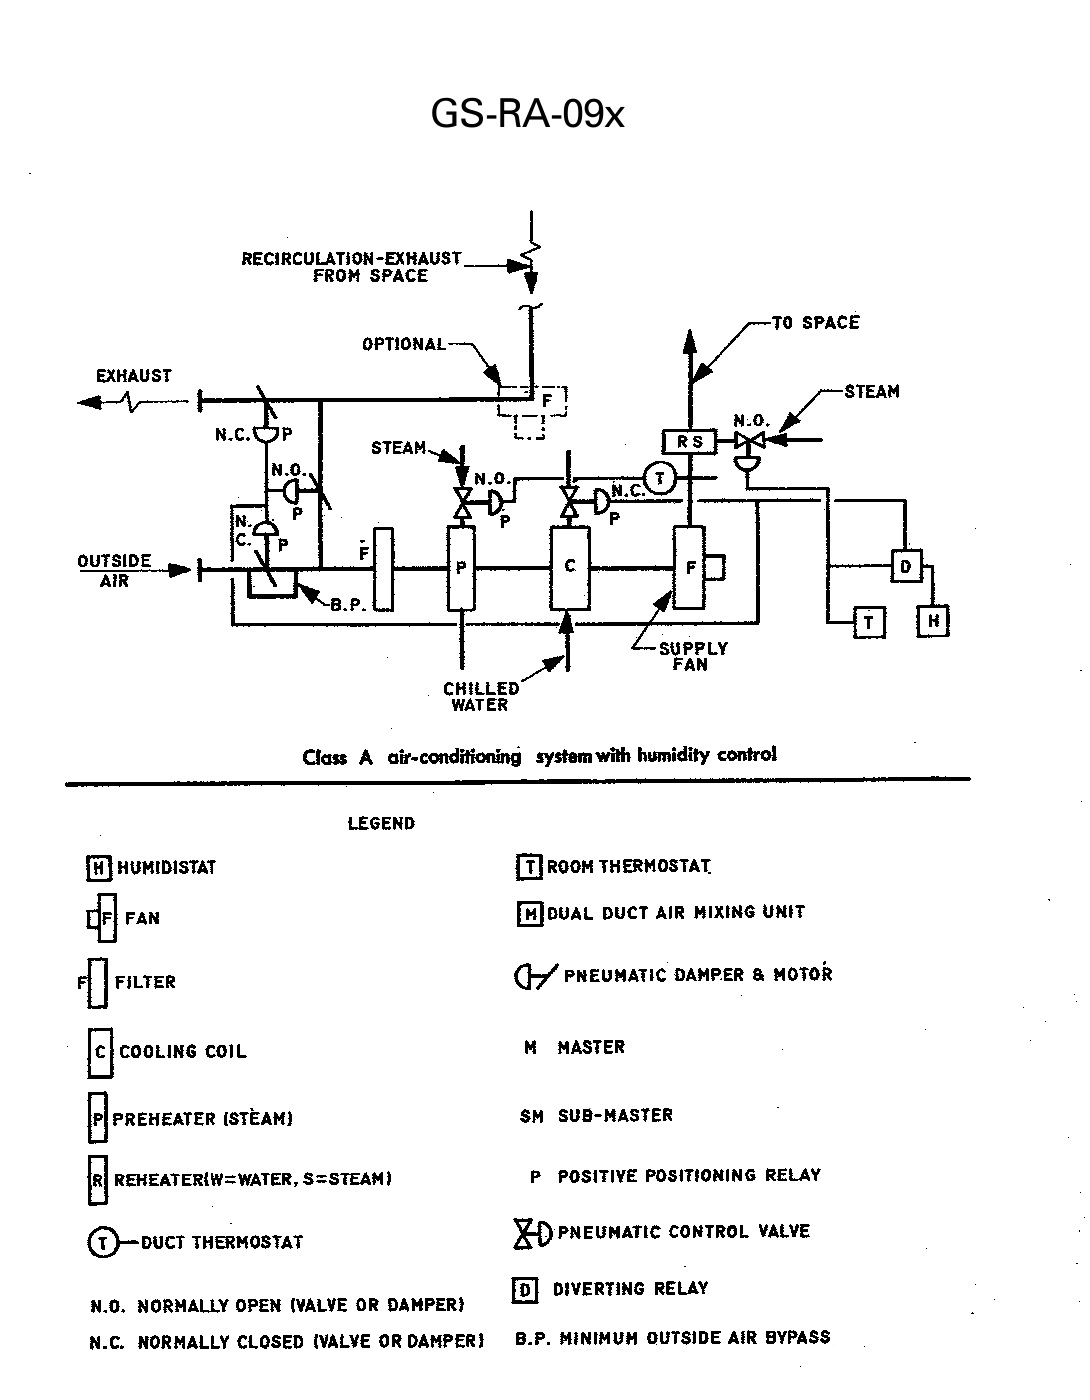 GS-RA-09x
RECIRCULATION-EXHAUST
FROM SPACE
TO SPACE
OPTIONAL
EXHAUST
F
STEAM
N.O.
N.C.
P
RS
STEAM
N.O.
N.O.
T
N.C.
P
P
P
N.
C.
P
OUTSIDE
AIR
F
P
C
F
D
B.P.
T
H
SUPPLY
FAN
CHILLED
WATER
Class A air-conditioning system with humidity control
LEGEND
H HUMIDISTAT
F FAN
F FILTER
C COOLING COIL
P PREHEATER (STEAM)
R REHEATER(W=WATER, S=STEAM)
T DUCT THERMOSTAT
N.O. NORMALLY OPEN (VALVE OR DAMPER)
N.C. NORMALLY CLOSED (VALVE OR DAMPER)
T ROOM THERMOSTAT
M DUAL DUCT AIR MIXING UNIT
PNEUMATIC DAMPER & MOTOR
M MASTER
SM SUB-MASTER
P POSITIVE POSITIONING RELAY
PNEUMATIC CONTROL VALVE
D DIVERTING RELAY
B.P. MINIMUM OUTSIDE AIR BYPASS